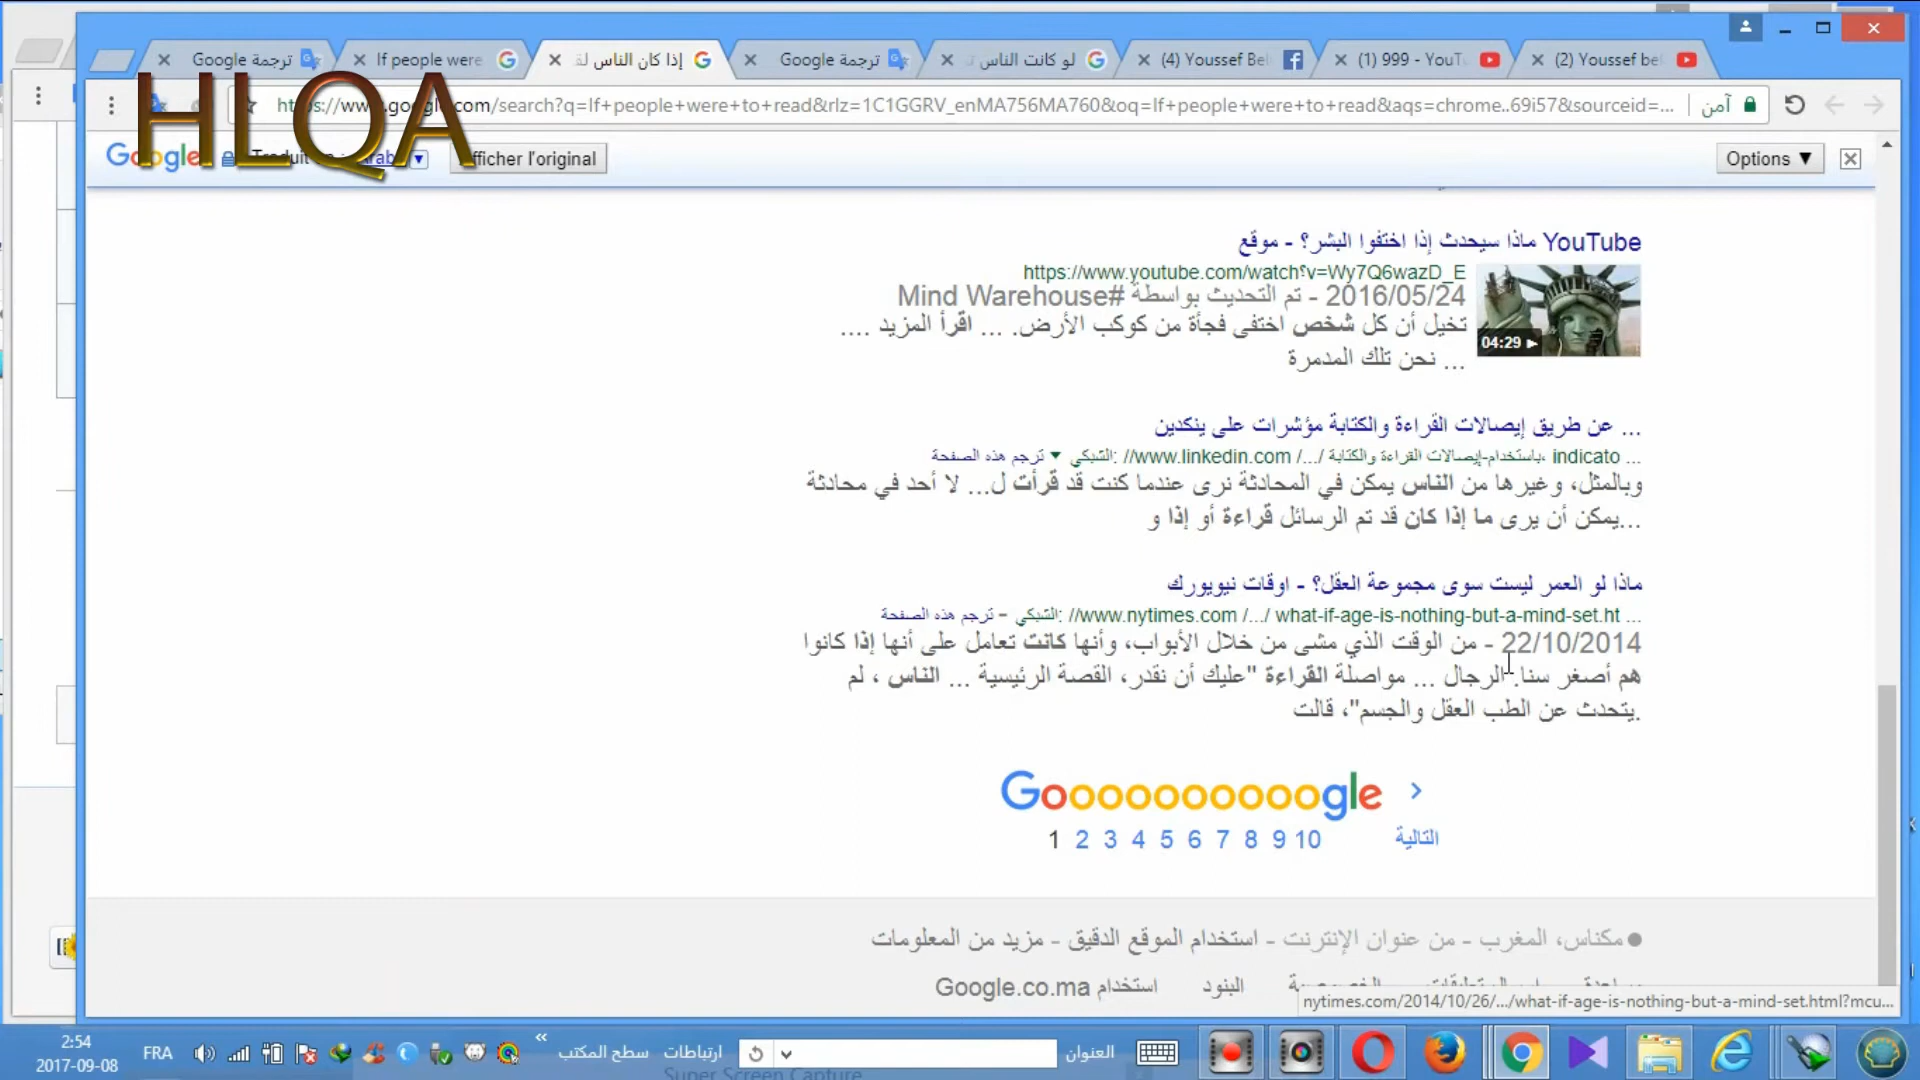 ترجمة Google
If people were
إذا كان الناس لقـ
ترجمة Google
لو كانت الناس تـ
(4) Youssef Bel
(1) 999 - YouT
(2) Youssef bel
HLQA
https://www.google.com/search?q=If+people+were+to+read&rlz=1C1GGRV_enMA756MA760&oq=If+people+were+to+read&aqs=chrome..69i57&sourceid=...
آمن
Google
Afficher l'original
Options ▼
YouTube ماذا سيحدث إذا اختفوا البشر؟ - موقع
https://www.youtube.com/watch؟v=Wy7Q6wazD_E
2016/05/24 - تم التحديث بواسطة #Mind Warehouse
تخيل أن كل شخص اختفى فجأة من كوكب الأرض. ... اقرأ المزيد ....
... نحن تلك المدمرة
04:29
... عن طريق إيصالات القراءة والكتابة مؤشرات على ينكدين
... indicato ،باستخدام-إيصالات القراءة والكتابة /.../ www.linkedin.com// :الشبكي ▾ ترجم هذه الصفحة
وبالمثل، وغيرها من الناس يمكن في المحادثة نرى عندما كنت قد قرأت ل... لا أحد في محادثة
...يمكن أن يرى ما إذا كان قد تم الرسائل قراءة أو إذا و
ماذا لو العمر ليست سوى مجموعة العقل؟ - اوقات نيويورك
... //www.nytimes.com /.../ what-if-age-is-nothing-but-a-mind-set.ht :الشبكي - ترجم هذه الصفحة
22/10/2014 - من الوقت الذي مشى من خلال الأبواب، وأنها كانت تعامل على أنها إذا كانوا
هم أصغر سنا. الرجال ... مواصلة القراءة "عليك أن نقدر، القصة الرئيسية ... الناس ، لم
.يتحدث عن الطب العقل والجسم"، قالت
Goooooooooogle
1 2 3 4 5 6 7 8 9 10 التالية
مكناس، المغرب - من عنوان الإنترنت - استخدام الموقع الدقيق - مزيد من المعلومات
البنود استخدام Google.co.ma
nytimes.com/2014/10/26/.../what-if-age-is-nothing-but-a-mind-set.html?mcu...
2:54
2017-09-08
FRA
سطح المكتب
ارتباطات
العنوان
Super Screen Capture